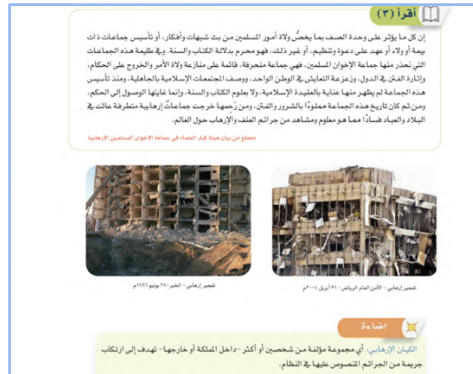 أقرأ (٣)
إن كل ما يؤثر على وحدة الصف بما يخصُّ ولاة أمور المسلمين من بث شبهات وأفكار، أو تأسيس جماعات ذات
بيعة أو ولاء أو عهد على دعوة وتنظيم، أو غير ذلك، فهو محرم بدلالة الكتاب والسنة. وفي طليعة هذه الجماعات
التي نحذر منها جماعة الإخوان المسلمين، فهي جماعة منحرفة، قائمة على منازعة ولاة الأمر والخروج على الحكام،
وإثارة الفتن في الدول، وزعزعة التعايش في الوطن الواحد، ووصف المجتمعات الإسلامية بالجاهلية، ومنذ تأسيس
هذه الجماعة لم يظهر منها عناية بالعقيدة الإسلامية، ولا بعلوم الكتاب والسنة، وإنما غايتها الوصول إلى الحكم،
ومن ثم كان تاريخ هذه الجماعة مملوءًا بالشرور والفتن، ومن رَحمها خرجت جماعاتٌ إرهابية متطرفة عاثت في
البلاد والعباد فسادًا مما هو معلوم ومشاهد من جرائم العنف والإرهاب حول العالم.
مقتطع من بيان هيئة كبار العلماء في جماعة الإخوان المسلمين الإرهابية
تفجير إرهابي - الأمن العام الرياض: ٢١ أبريل ٢٠٠٤م
تفجير إرهابي - الخبر: ٢٥ يونيو ١٩٩٦م
إضاءة
الكيان الإرهابي: أي مجموعة مؤلفة من شخصين أو أكثر -داخل المملكة أو خارجها- تهدف إلى ارتكاب
جريمة من الجرائم المنصوص عليها في النظام.